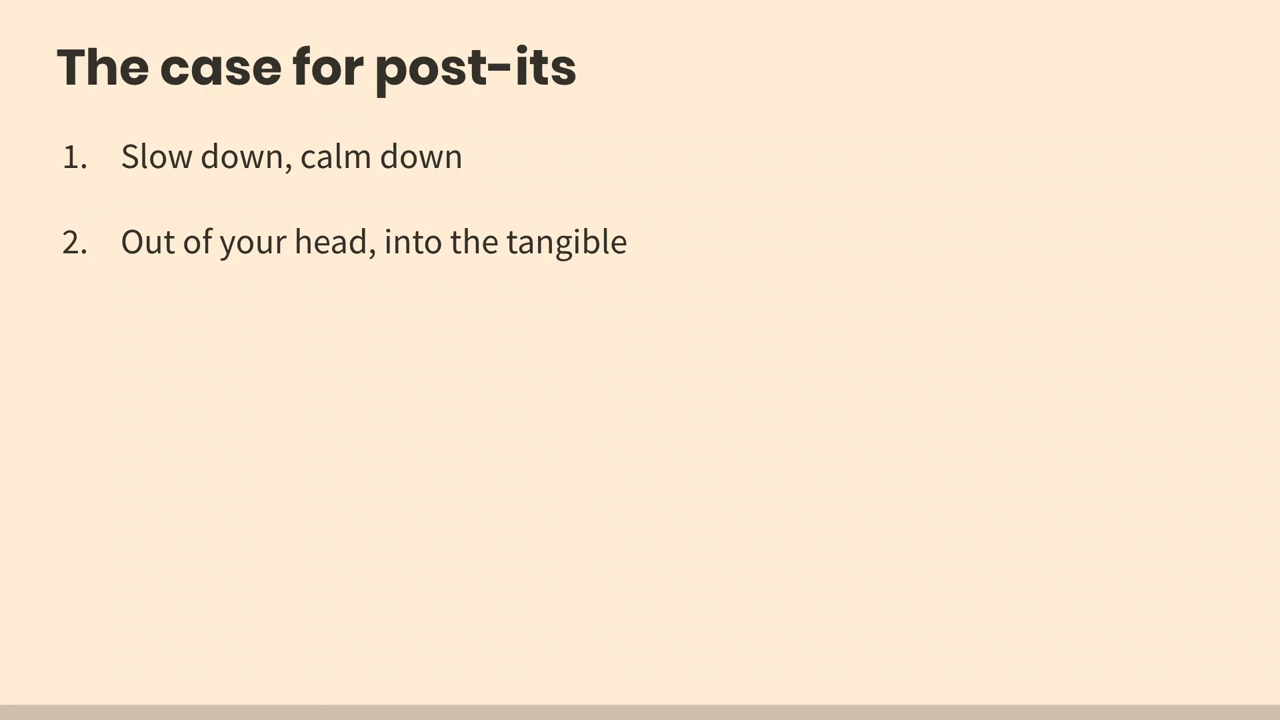 The case for post-its
1. Slow down, calm down
2. Out of your head, into the tangible